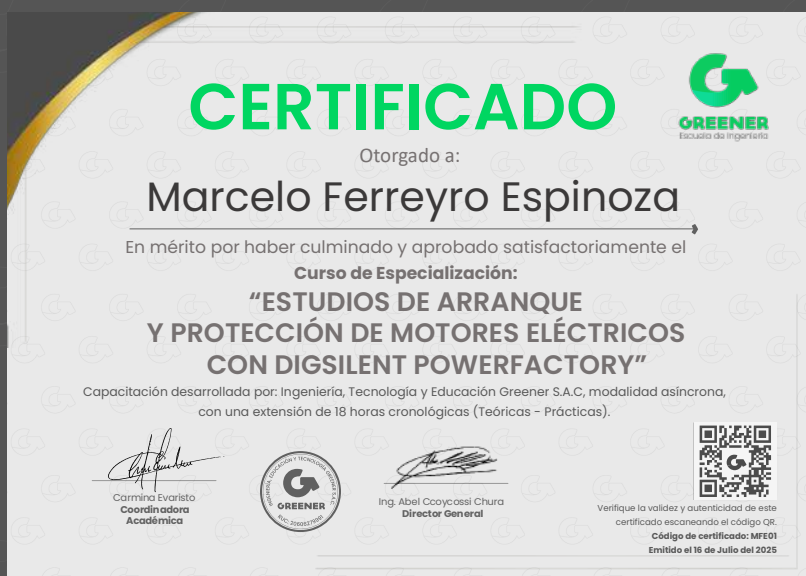 CERTIFICADO
GREENER
Escuela de Ingeniería
Otorgado a:
Marcelo Ferreyro Espinoza
En mérito por haber culminado y aprobado satisfactoriamente el
Curso de Especialización:
“ESTUDIOS DE ARRANQUE
Y PROTECCIÓN DE MOTORES ELÉCTRICOS
CON DIGSILENT POWERFACTORY”
Capacitación desarrollada por: Ingeniería, Tecnología y Educación Greener S.A.C, modalidad asíncrona,
con una extensión de 18 horas cronológicas (Teóricas - Prácticas).
Carmina Evaristo
Coordinadora
Académica
INGENIERÍA, EDUCACIÓN Y TECNOLOGÍA GREENER S.A.C
GREENER
Ing. Abel Ccoycossi Chura
Director General
Verifique la validez y autenticidad de este
certificado escaneando el código QR.
Código de certificado: MFE01
Emitido el 16 de Julio del 2025